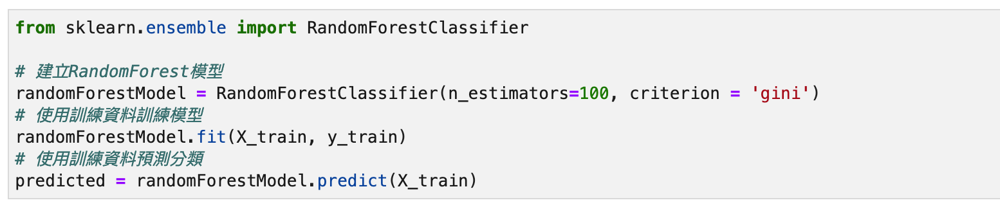 from sklearn.ensemble import RandomForestClassifier
# 建立RandomForest模型
randomForestModel = RandomForestClassifier(n_estimators=100, criterion = 'gini')
# 使用訓練資料訓練模型
randomForestModel.fit(X_train, y_train)
# 使用訓練資料預測分類
predicted = randomForestModel.predict(X_train)